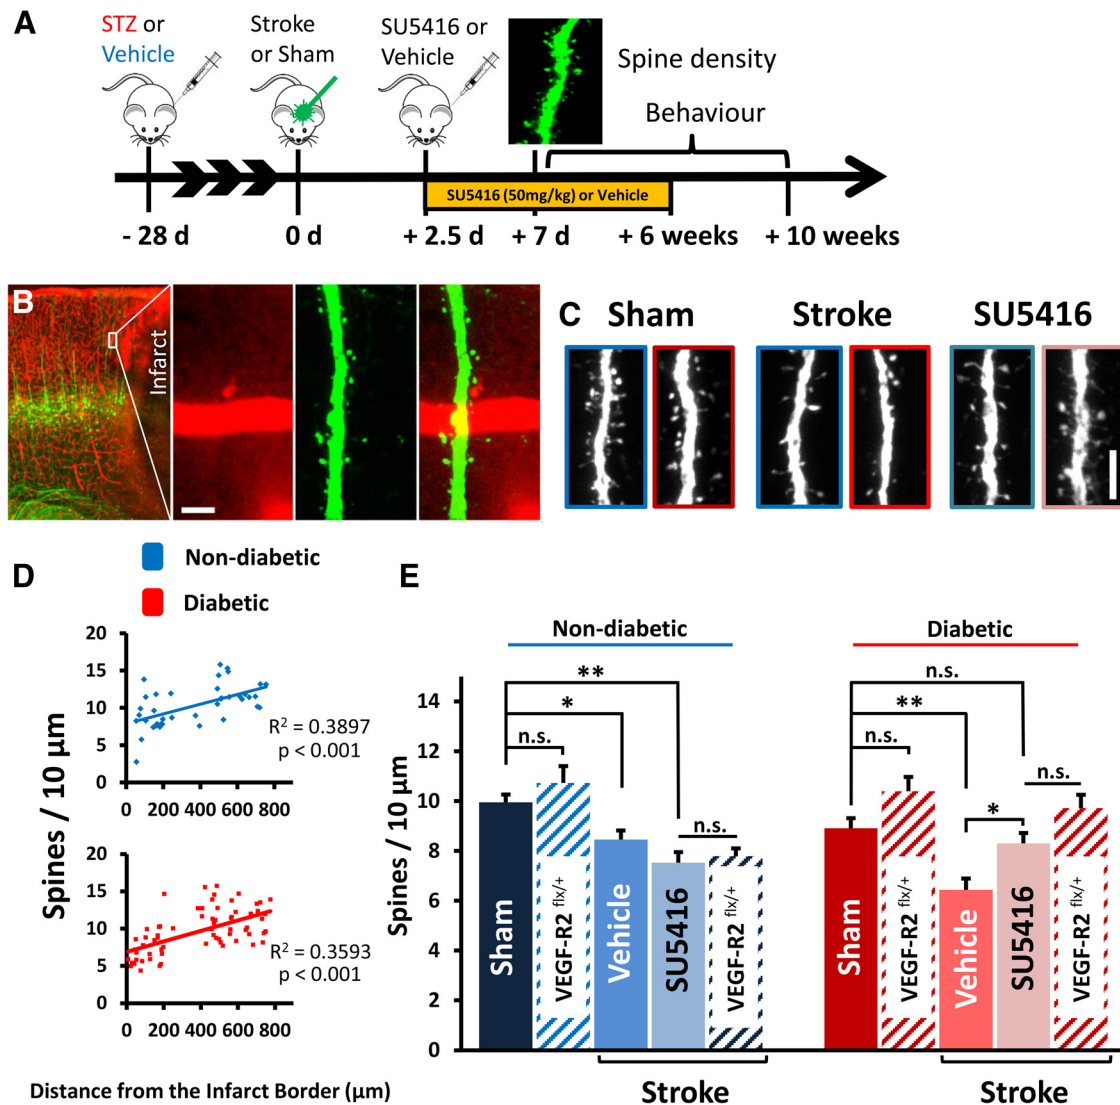 A
STZ or
Vehicle
Stroke
or Sham
SU5416 or
Vehicle
Spine density
Behaviour
SU5416 (50mg/kg) or Vehicle
- 28 d
0 d
+ 2.5 d
+ 7 d
+ 6 weeks
+ 10 weeks
B
Infarct
C
Sham
Stroke
SU5416
D
Non-diabetic
Diabetic
Spines / 10 μm
20
15
10
5
0
0 200 400 600 800
R² = 0.3897
p < 0.001
20
15
10
5
0
0 200 400 600 800
R² = 0.3593
p < 0.001
Distance from the Infarct Border (μm)
E
Non-diabetic
Diabetic
Spines / 10 μm
14
12
10
8
6
4
2
0
**
*
n.s.
n.s.
n.s.
**
n.s.
n.s.
*
Sham
VEGF-R2 flx/+
Vehicle
SU5416
VEGF-R2 flx/+
Sham
VEGF-R2 flx/+
Vehicle
SU5416
VEGF-R2 flx/+
Stroke
Stroke